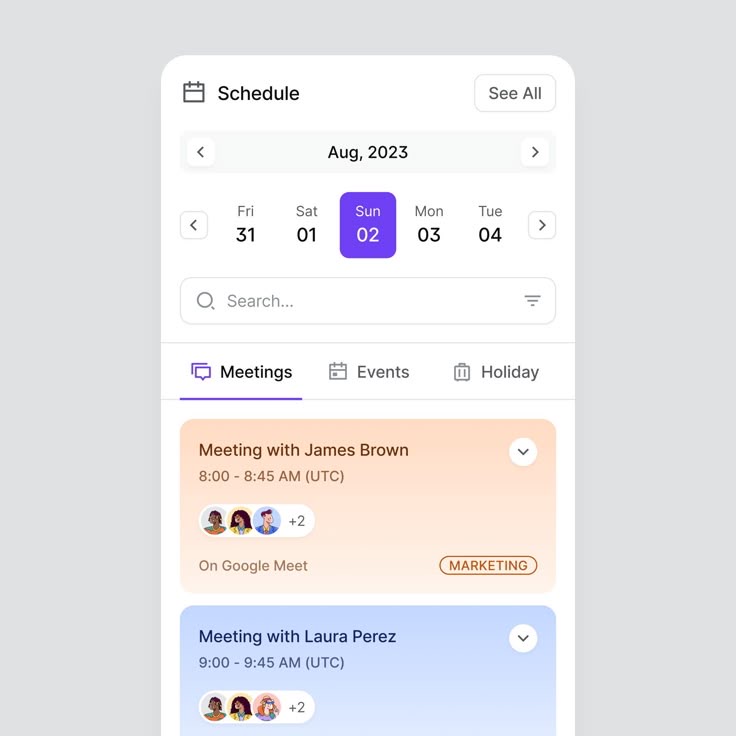 Schedule See All
Aug, 2023
Fri Sat Sun Mon Tue
31 01 02 03 04
Search...
Meetings Events Holiday
Meeting with James Brown
8:00 - 8:45 AM (UTC)
+2
On Google Meet MARKETING
Meeting with Laura Perez
9:00 - 9:45 AM (UTC)
+2